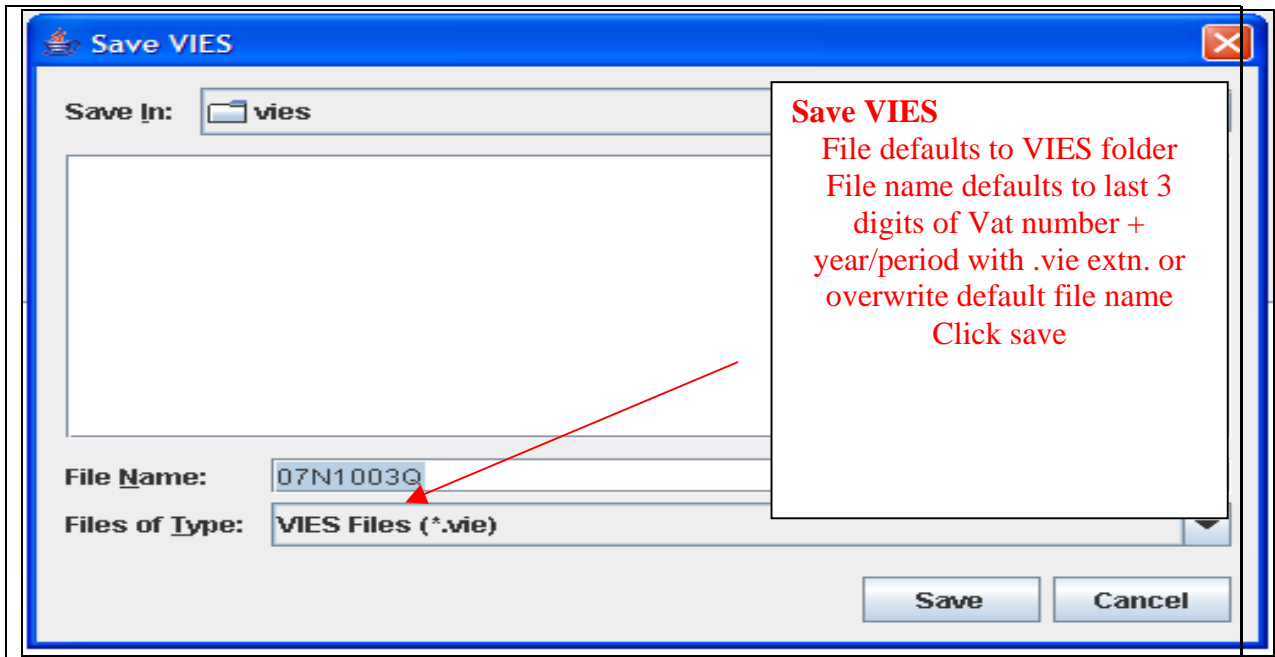 Save VIES
Save In: vies
Save VIES
File defaults to VIES folder
File name defaults to last 3
digits of Vat number +
year/period with .vie extn. or
overwrite default file name
Click save
File Name: 07N1003Q
Files of Type: VIES Files (*.vie)
Save Cancel